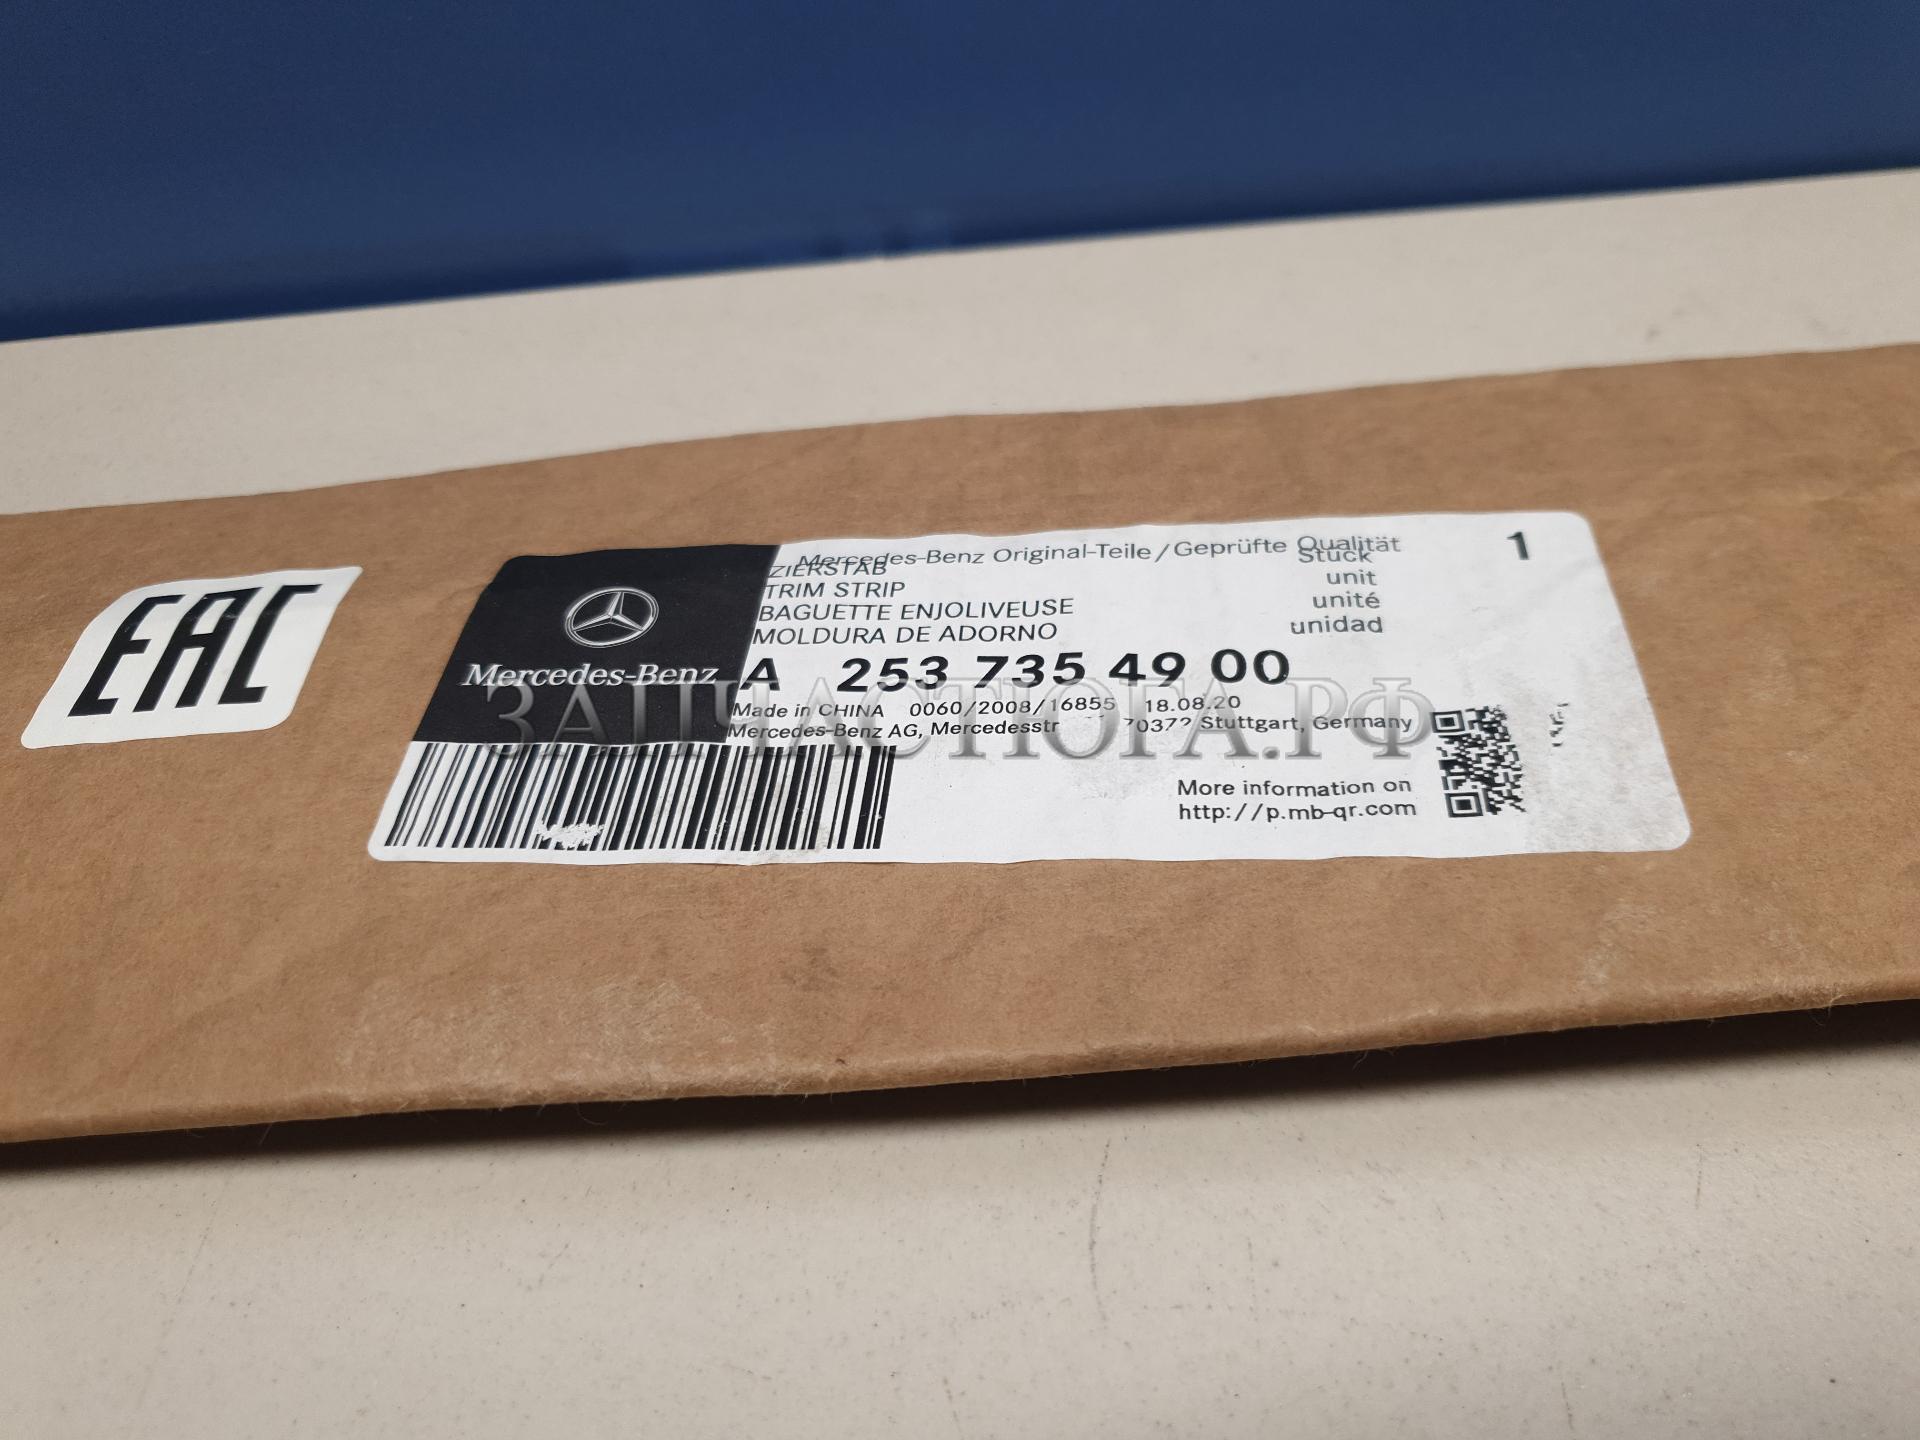 EAC
Mercedes-Benz Original-Teile/Geprüfte Qualität 1
ZIERSTAB Stück
TRIM STRIP unit
BAGUETTE ENJOLIVEUSE unité
MOLDURA DE ADORNO unidad
Mercedes-Benz
A 253 735 49 00
Made in CHINA 0060/2008/16855 18.08.20
Mercedes-Benz AG, Mercedesstr 70372 Stuttgart, Germany
ЗАПЧАСТЮГА.РФ
More information on
http://p.mb-qr.com